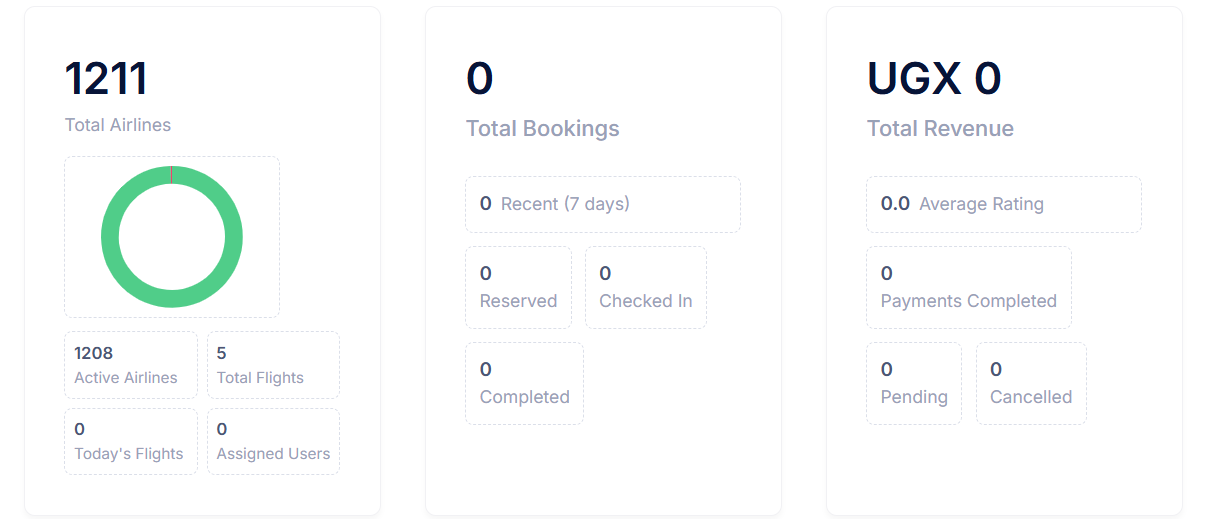 1211
Total Airlines
1208
Active Airlines
5
Total Flights
0
Today's Flights
0
Assigned Users
0
Total Bookings
0 Recent (7 days)
0
Reserved
0
Checked In
0
Completed
UGX 0
Total Revenue
0.0 Average Rating
0
Payments Completed
0
Pending
0
Cancelled